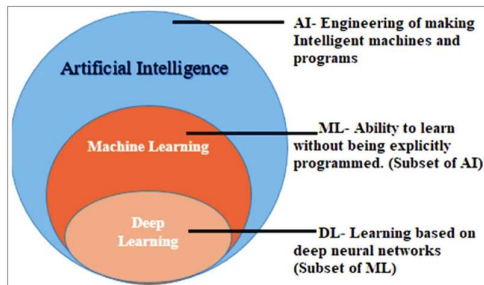 AI- Engineering of making
Intelligent machines and
programs
Artificial Intelligence
ML- Ability to learn
without being explicitly
programmed. (Subset of AI)
Machine Learning
Deep
Learning
DL- Learning based on
deep neural networks
(Subset of ML)